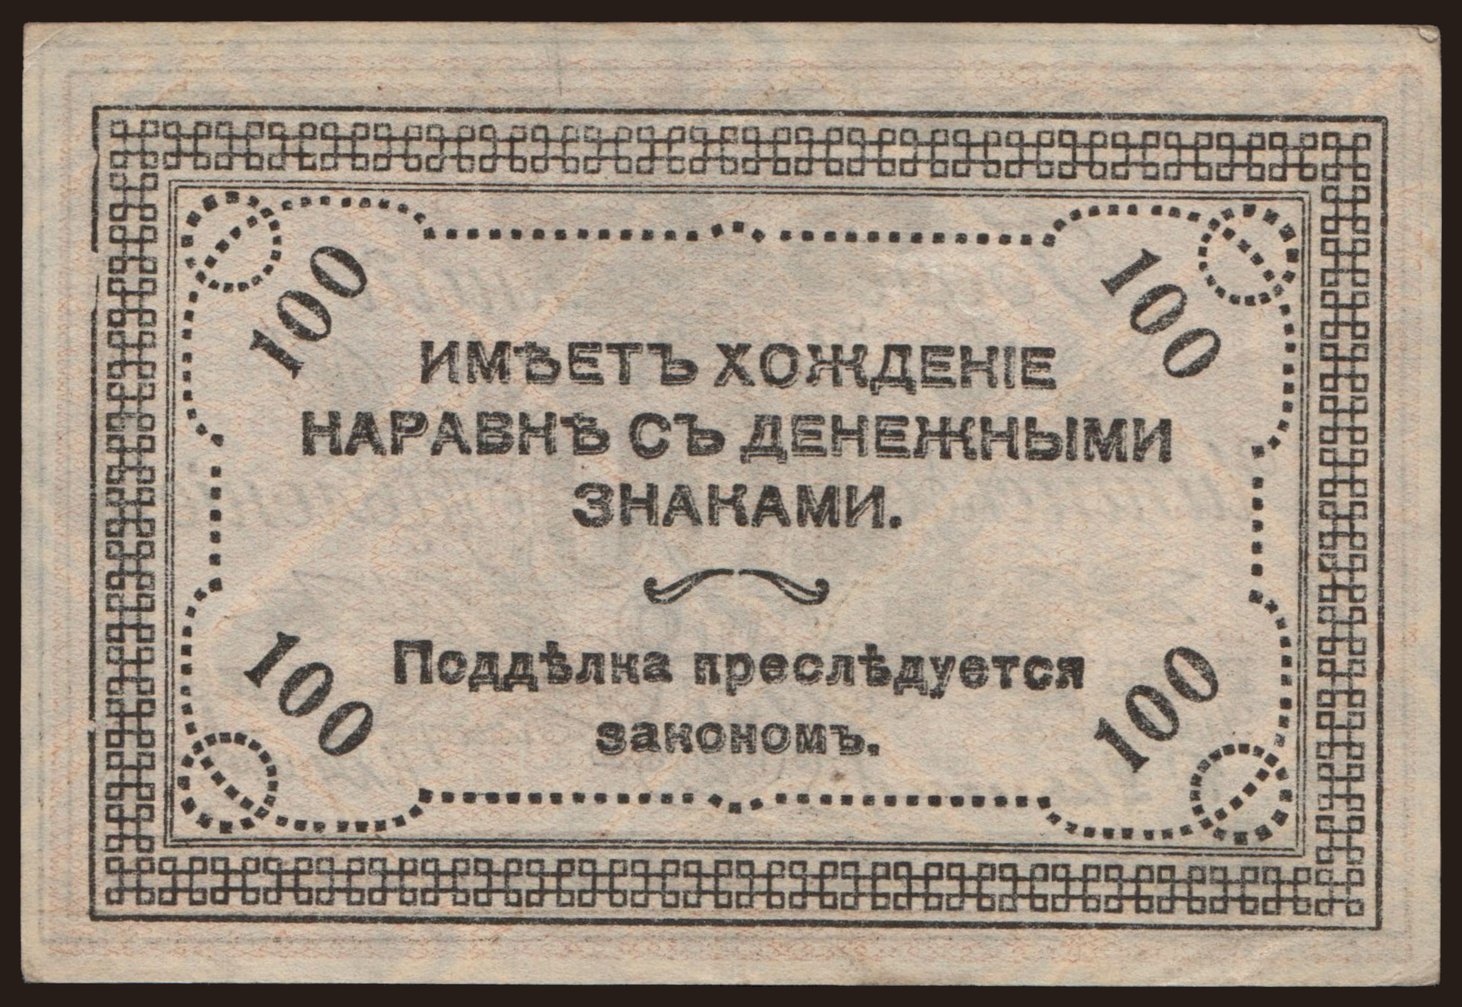 100 100
ИМѢЕТЪ ХОЖДЕНІЕ
НАРАВНѢ СЪ ДЕНЕЖНЫМИ
ЗНАКАМИ.
Поддѣлка преслѣдуется
закономъ.
100 100